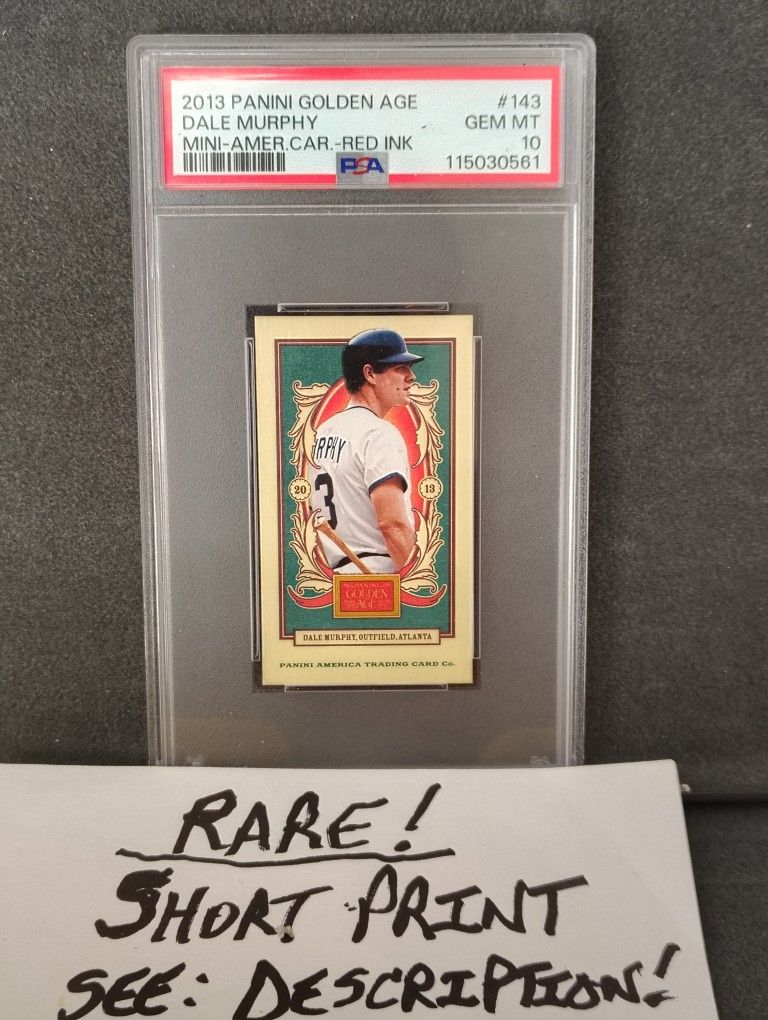 2013 PANINI GOLDEN AGE #143
DALE MURPHY GEM MT
MINI-AMER.CAR.-RED INK 10
PSA 115030561
RPHY
3
20 13
PANINI
GOLDEN
AGE
DALE MURPHY, OUTFIELD, ATLANTA
PANINI AMERICA TRADING CARD Co.
RARE!
SHORT PRINT
SEE: DESCRIPTION!